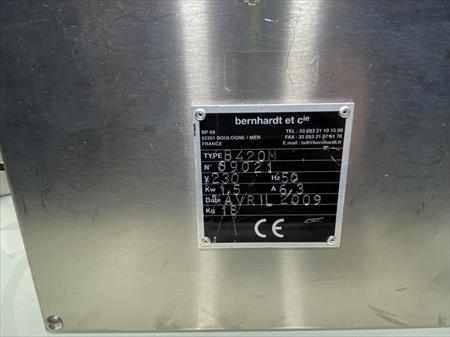 bernhardt et cie
BP 69 TEL : 33 (0)3 21 10 15 00
62201 BOULOGNE / MER FAX : 33 (0)3 21 87 61 78
FRANCE E.mail : bd@bernhardt.fr
TYPE B420M
N° 09021
V 230 Hz 50
Kw 1,5 A 6,3
Date AVRIL 2009
Kg 18
CE